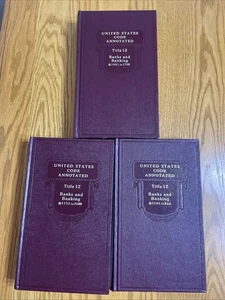 UNITED STATES
CODE
ANNOTATED
Title 12
Banks and
Banking
UNITED STATES
CODE
ANNOTATED
Title 12
Banks and
Banking
UNITED STATES
CODE
ANNOTATED
Title 12
Banks and
Banking